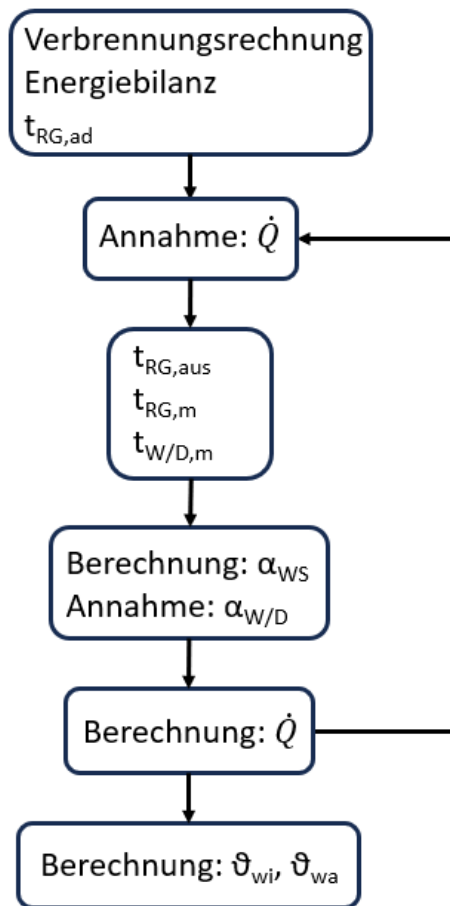 Verbrennungsrechnung
Energiebilanz
t_RG,ad
Annahme: Q̇
t_RG,aus
t_RG,m
t_W/D,m
Berechnung: α_WS
Annahme: α_W/D
Berechnung: Q̇
Berechnung: ϑ_wi, ϑ_wa